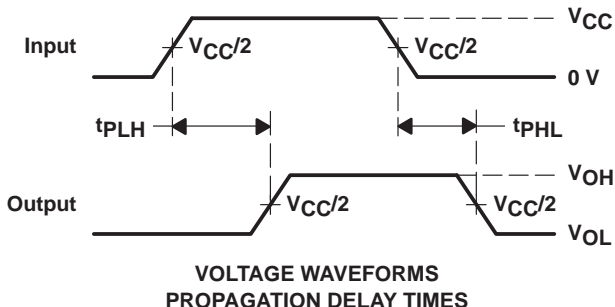 VCC
Input VCC/2 VCC/2
0 V
tPLH tPHL
VOH
Output VCC/2 VCC/2
VOL
VOLTAGE WAVEFORMS
PROPAGATION DELAY TIMES